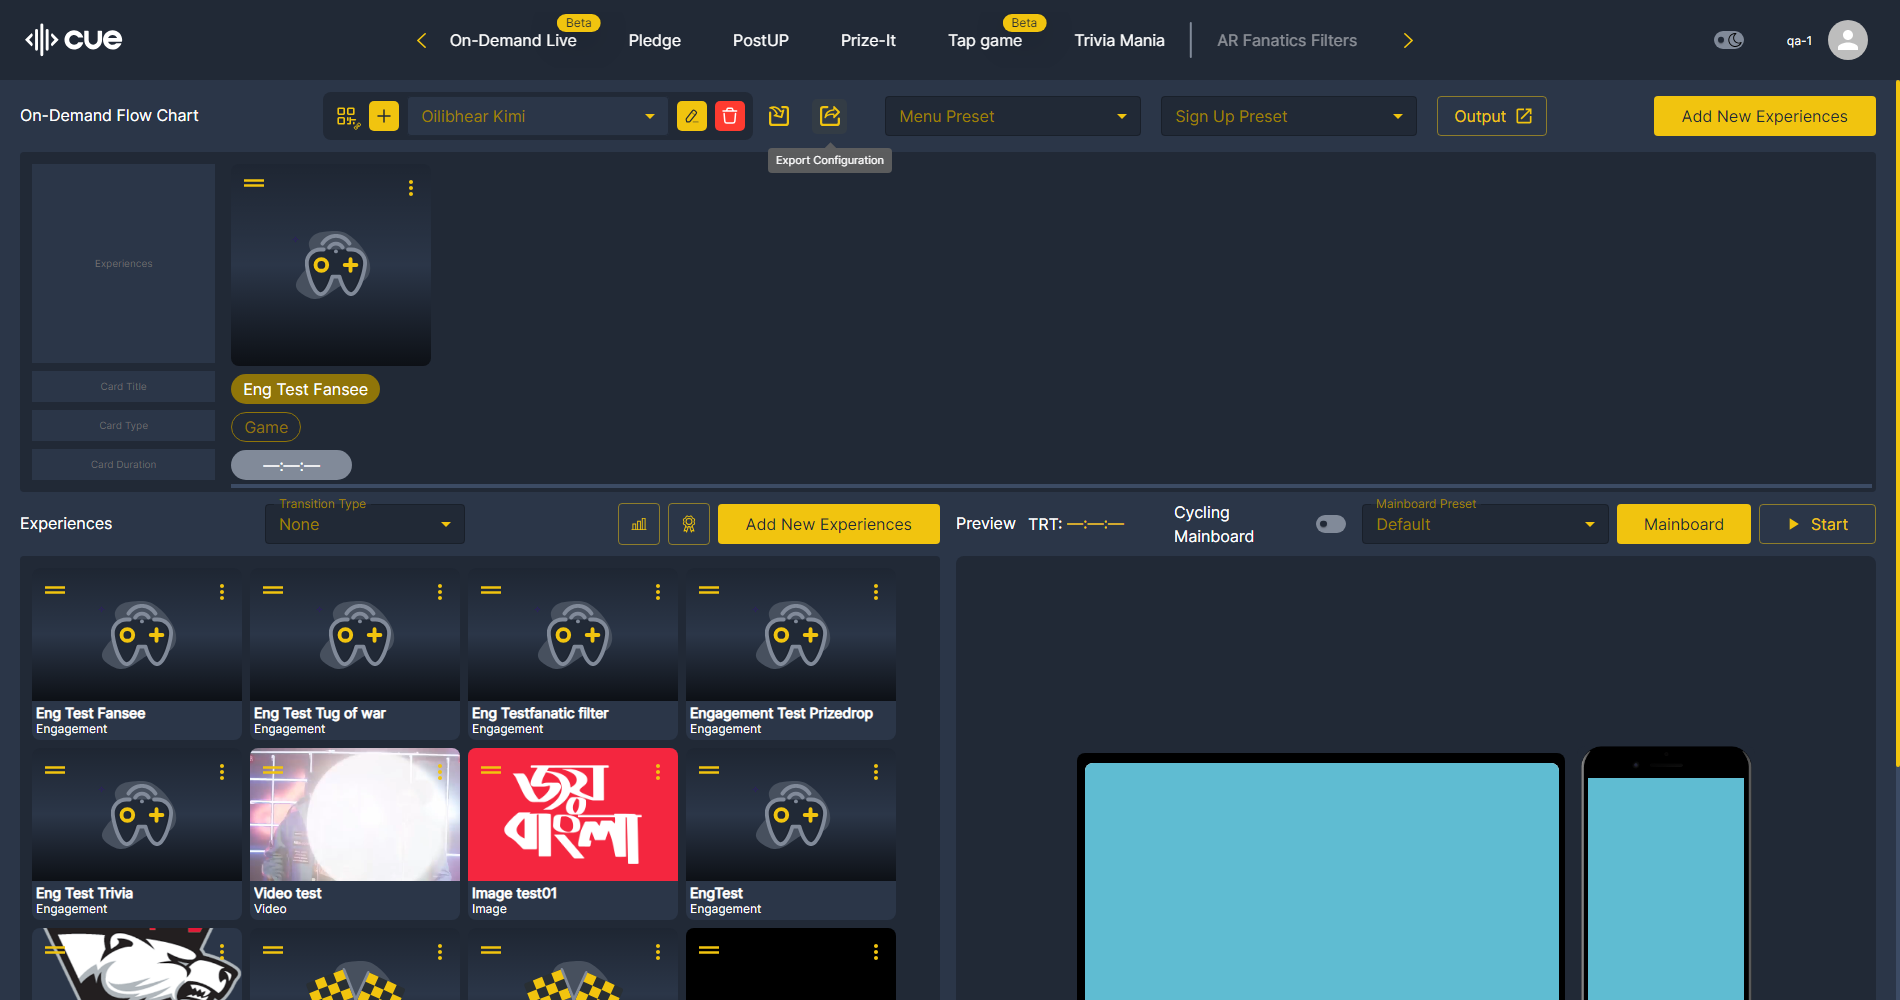 cue
On-Demand Live
Beta
Pledge
PostUP
Prize-It
Tap game
Beta
Trivia Mania
AR Fanatics Filters
qa-1
On-Demand Flow Chart
Oilibhear Kimi
Menu Preset
Sign Up Preset
Output
Add New Experiences
Export Configuration
Experiences
Card Title
Eng Test Fansee
Card Type
Game
Card Duration
—:—:—
Experiences
Transition Type
None
Add New Experiences
Preview
TRT: —:—:—
Cycling
Mainboard
Mainboard Preset
Default
Mainboard
Start
Eng Test Fansee
Engagement
Eng Test Tug of war
Engagement
Eng Testfanatic filter
Engagement
Engagement Test Prizedrop
Engagement
জয়
বাংলা
Eng Test Trivia
Engagement
Video test
Video
Image test01
Image
EngTest
Engagement